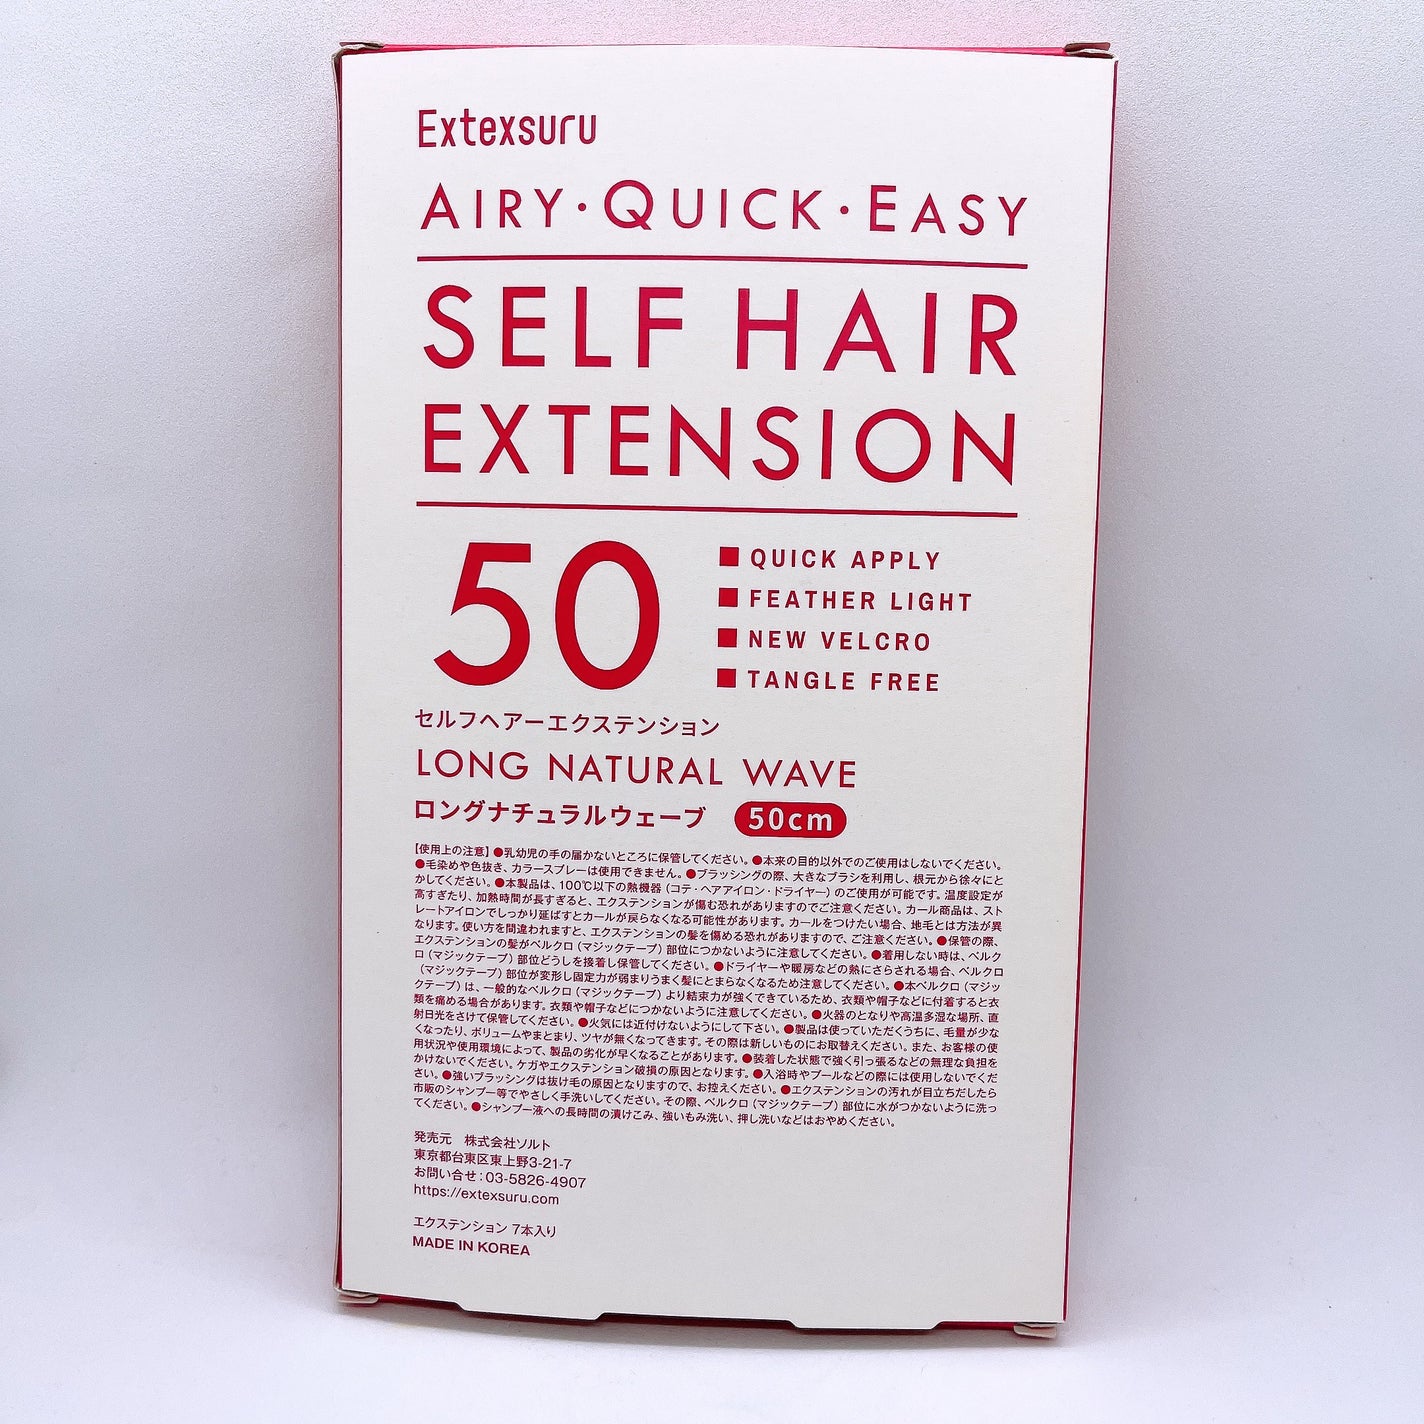 Extexsuru
AIRY・QUICK・EASY
SELF HAIR
EXTENSION
50
■ QUICK APPLY
■ FEATHER LIGHT
■ NEW VELCRO
■ TANGLE FREE
セルフヘアーエクステンション
LONG NATURAL WAVE
ロングナチュラルウェーブ 50cm
【使用上の注意】●乳幼児の手の届かないところに保管してください。●本来の目的以外でのご使用はしないでください。
●毛染めや色抜き、カラースプレーは使用できません。●ブラッシングの際、大きなブラシを利用し、根元から徐々にと
かしてください。●本製品は、100℃以下の熱機器（コテ・ヘアアイロン・ドライヤー）のご使用が可能です。温度設定が
高すぎたり、加熱時間が長すぎると、エクステンションが傷む恐れがありますのでご注意ください。カール商品は、スト
レートアイロンでしっかり延ばすとカールが戻らなくなる可能性があります。カールをつけたい場合、地毛とは方法が異
なります。使い方を間違われますと、エクステンションの髪を傷める恐れがありますので、ご注意ください。●保管の際、
エクステンションの髪がベルクロ（マジックテープ）部位につかないように注意してください。●着用しない時は、ベルク
ロ（マジックテープ）部位どうしを接着し保管してください。●ドライヤーや暖房などの熱にさらされる場合、ベルクロ
（マジックテープ）部位が変形し固定力が弱まりうまく髪にとまらなくなるため注意してください。●本ベルクロ（マジッ
クテープ）は、一般的なベルクロ（マジックテープ）より結束力が強くできているため、衣類や帽子などに付着すると衣
類を痛める場合があります。衣類や帽子などにつかないように注意してください。●火器のとなりや高温多湿な場所、直
射日光をさけて保管してください。●火気には近付けないようにして下さい。●製品は使っていただくうちに、毛量が少な
くなったり、ボリュームやまとまり、ツヤが無くなってきます。その際は新しいものにお取替えください。また、お客様の使
用状況や使用環境によって、製品の劣化が早くなることがあります。●装着した状態で強く引っ張るなどの無理な負担を
かけないでください。ケガやエクステンション破損の原因となります。●入浴時やプールなどの際には使用しないでくだ
さい。●強いブラッシングは抜け毛の原因となりますので、お控えください。●エクステンションの汚れが目立ちだしたら
市販のシャンプー等でやさしく手洗いしてください。その際、ベルクロ（マジックテープ）部位に水がつかないように洗っ
てください。●シャンプー液への長時間の漬けこみ、強いもみ洗い、押し洗いなどはおやめください。
発売元　株式会社ソルト
東京都台東区東上野3-21-7
お問い合せ：03-5826-4907
https://extexsuru.com
エクステンション 7本入り
MADE IN KOREA